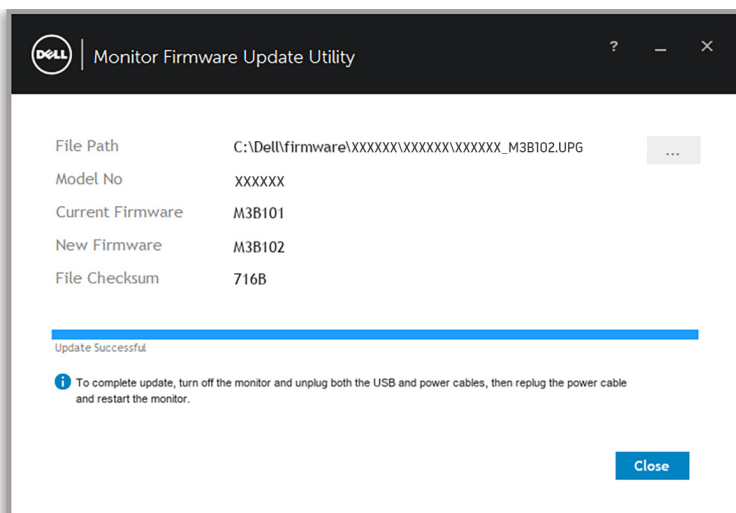 DELL Monitor Firmware Update Utility ? _ ×
File Path C:\Dell\firmware\XXXXXX\XXXXXX\XXXXXX_M3B102.UPG ...
Model No XXXXXX
Current Firmware M3B101
New Firmware M3B102
File Checksum 716B
Update Successful
i To complete update, turn off the monitor and unplug both the USB and power cables, then replug the power cable
and restart the monitor.
Close